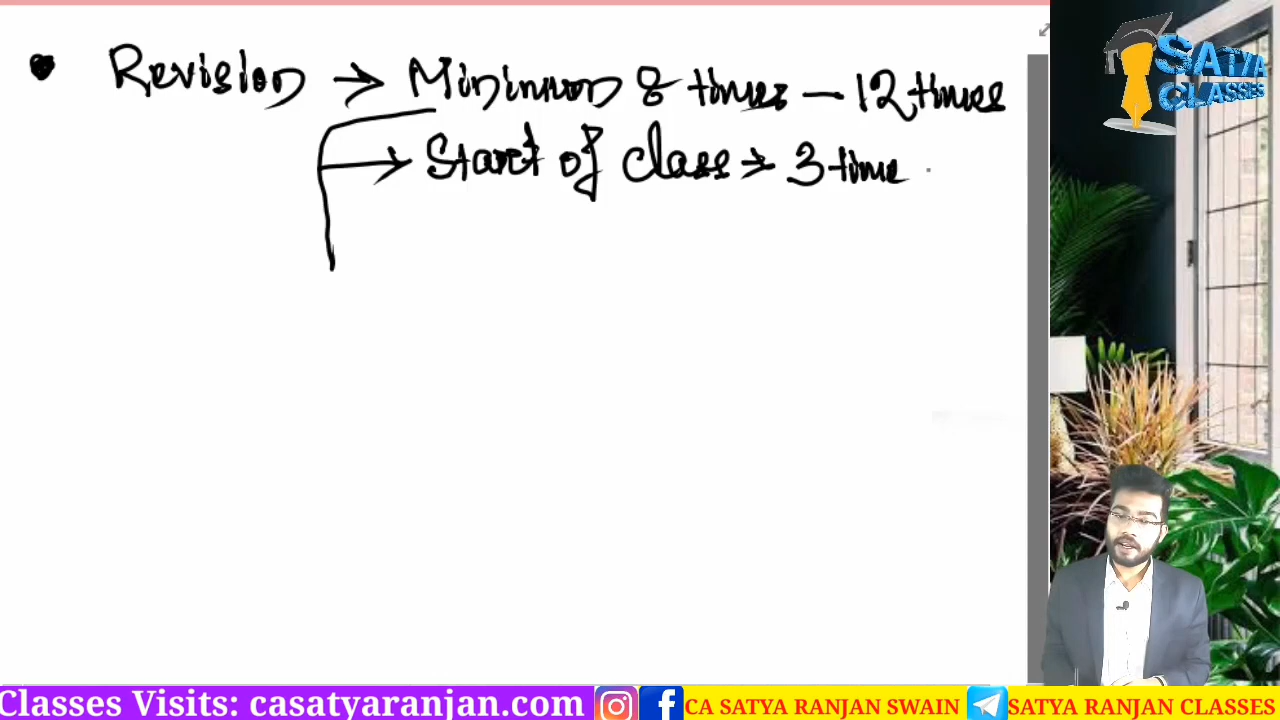 Revision → Minimum 8 times - 12 times
→ Start of class → 3 time
SATYA
CLASSES
Classes Visits: casatyaranjan.com
CA SATYA RANJAN SWAIN
SATYA RANJAN CLASSES